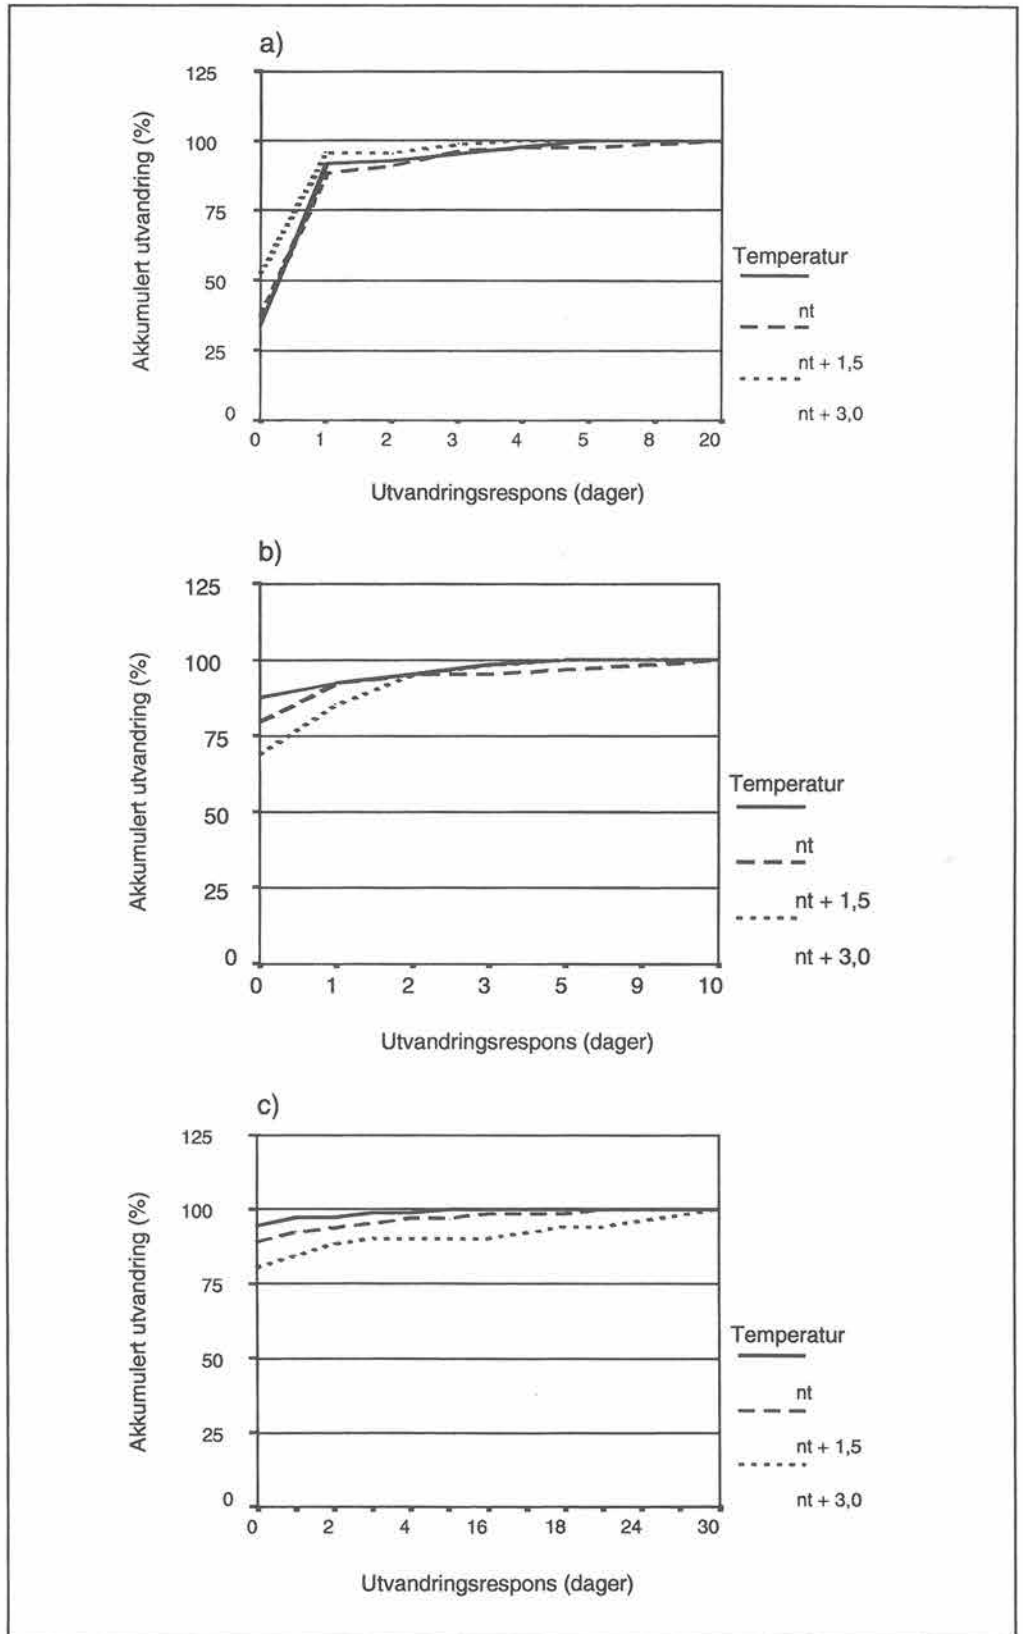 a)
Akkumulert utvandring (%)
125
100
75
50
25
0
0 1 2 3 4 5 8 20
Utvandringsrespons (dager)
Temperatur
nt
nt + 1,5
nt + 3,0
b)
Akkumulert utvandring (%)
125
100
75
50
25
0
0 1 2 3 5 9 10
Utvandringsrespons (dager)
Temperatur
nt
nt + 1,5
nt + 3,0
c)
Akkumulert utvandring (%)
125
100
75
50
25
0
0 2 4 16 18 24 30
Utvandringsrespons (dager)
Temperatur
nt
nt + 1,5
nt + 3,0